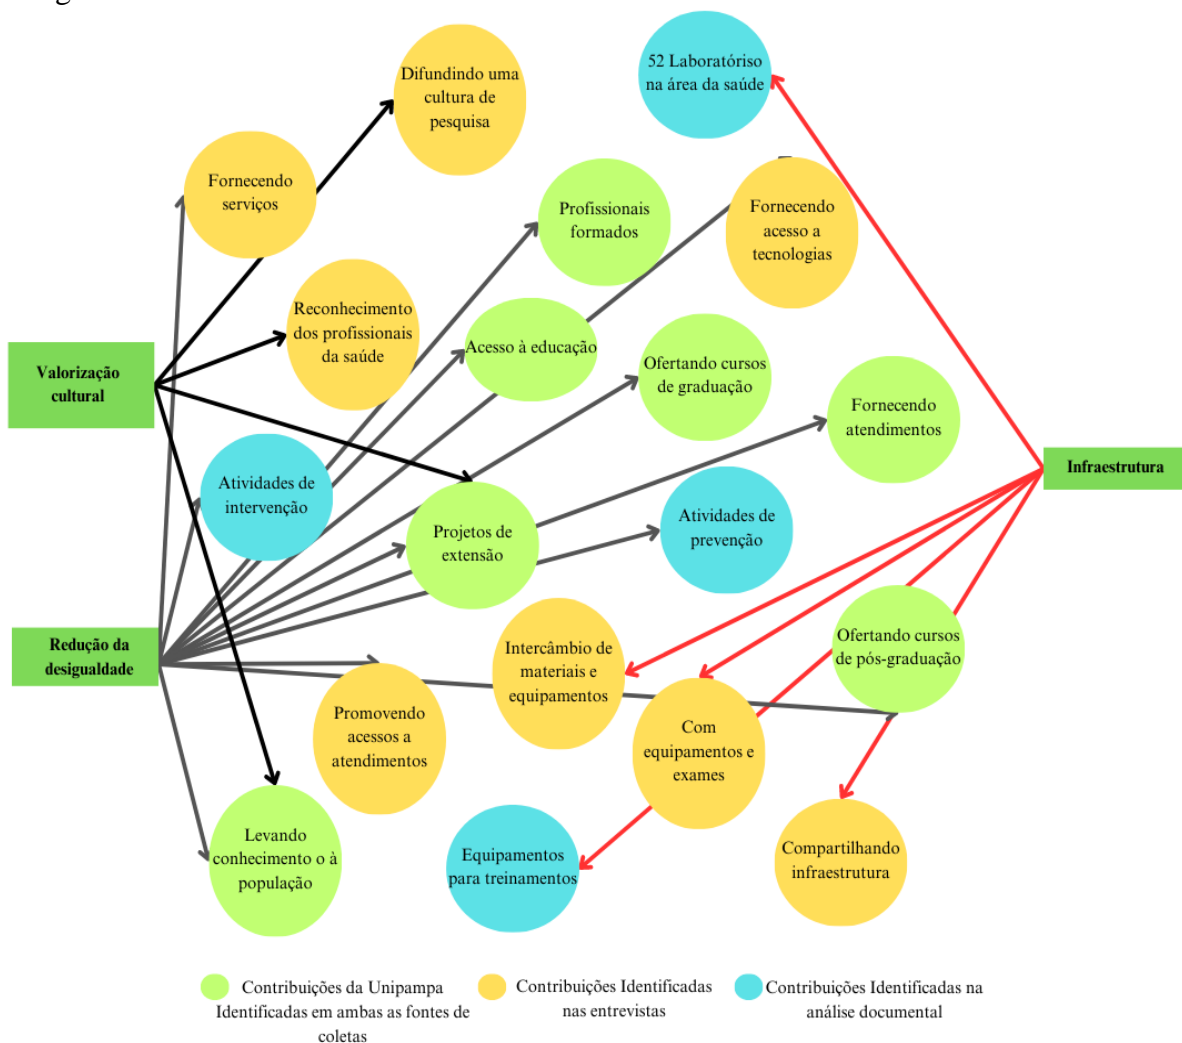 Difundindo uma
cultura de
pesquisa
52 Laboratóriso
na área da saúde
Fornecendo
serviços
Profissionais
formados
Fornecendo
acesso a
tecnologias
Reconhecimento
dos profissionais
da saúde
Acesso à educação
Ofertando cursos
de graduação
Valorização
cultural
Fornecendo
atendimentos
Infraestrutura
Atividades de
intervenção
Projetos de
extensão
Atividades de
prevenção
Redução da
desigualdade
Intercâmbio de
materiais e
equipamentos
Ofertando cursos
de pós-graduação
Promovendo
acessos a
atendimentos
Com
equipamentos e
exames
Levando
conhecimento o à
população
Equipamentos
para treinamentos
Compartilhando
infraestrutura
Contribuições da Unipampa
Identificadas em ambas as fontes de
coletas
Contribuições Identificadas
nas entrevistas
Contribuições Identificadas na
análise documental